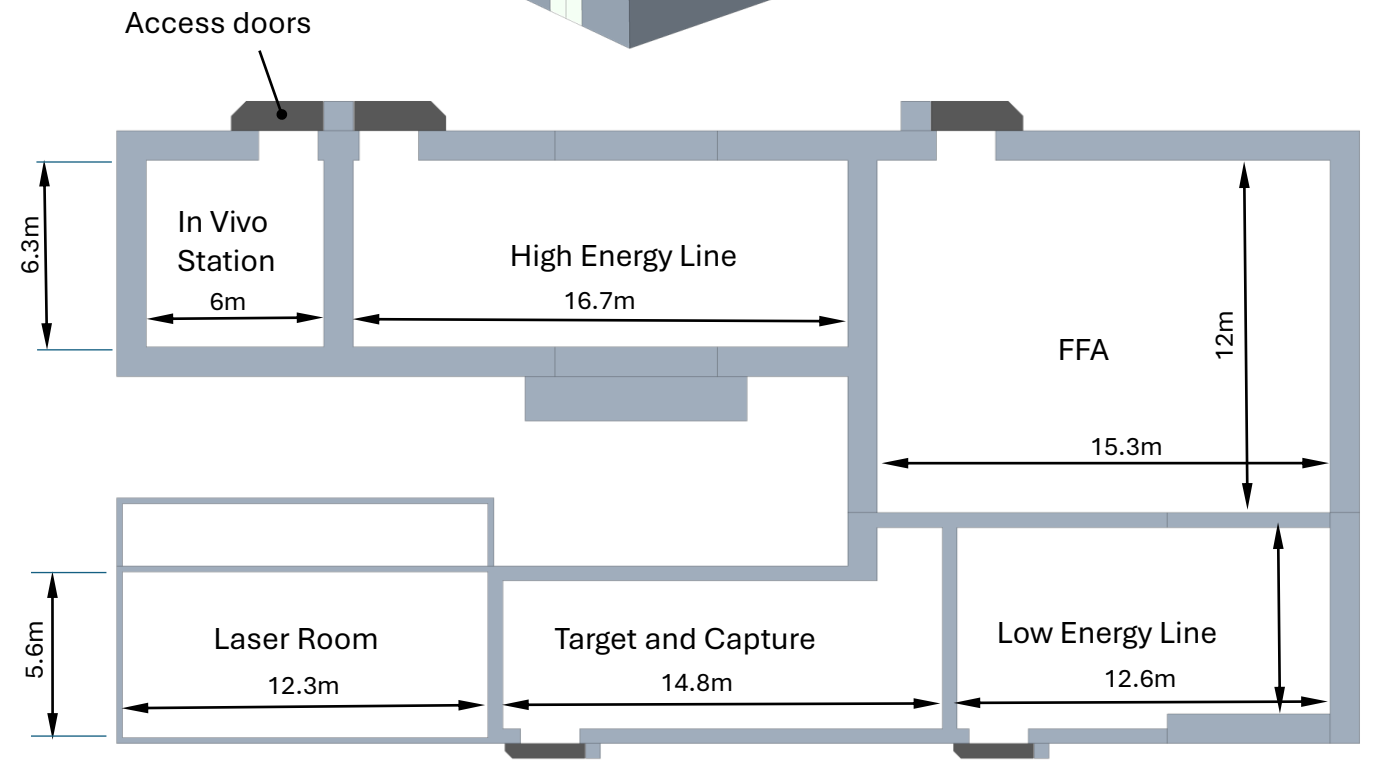 Access doors
6.3m
In Vivo
Station
6m
High Energy Line
16.7m
FFA
12m
15.3m
5.6m
Laser Room
12.3m
Target and Capture
14.8m
Low Energy Line
12.6m